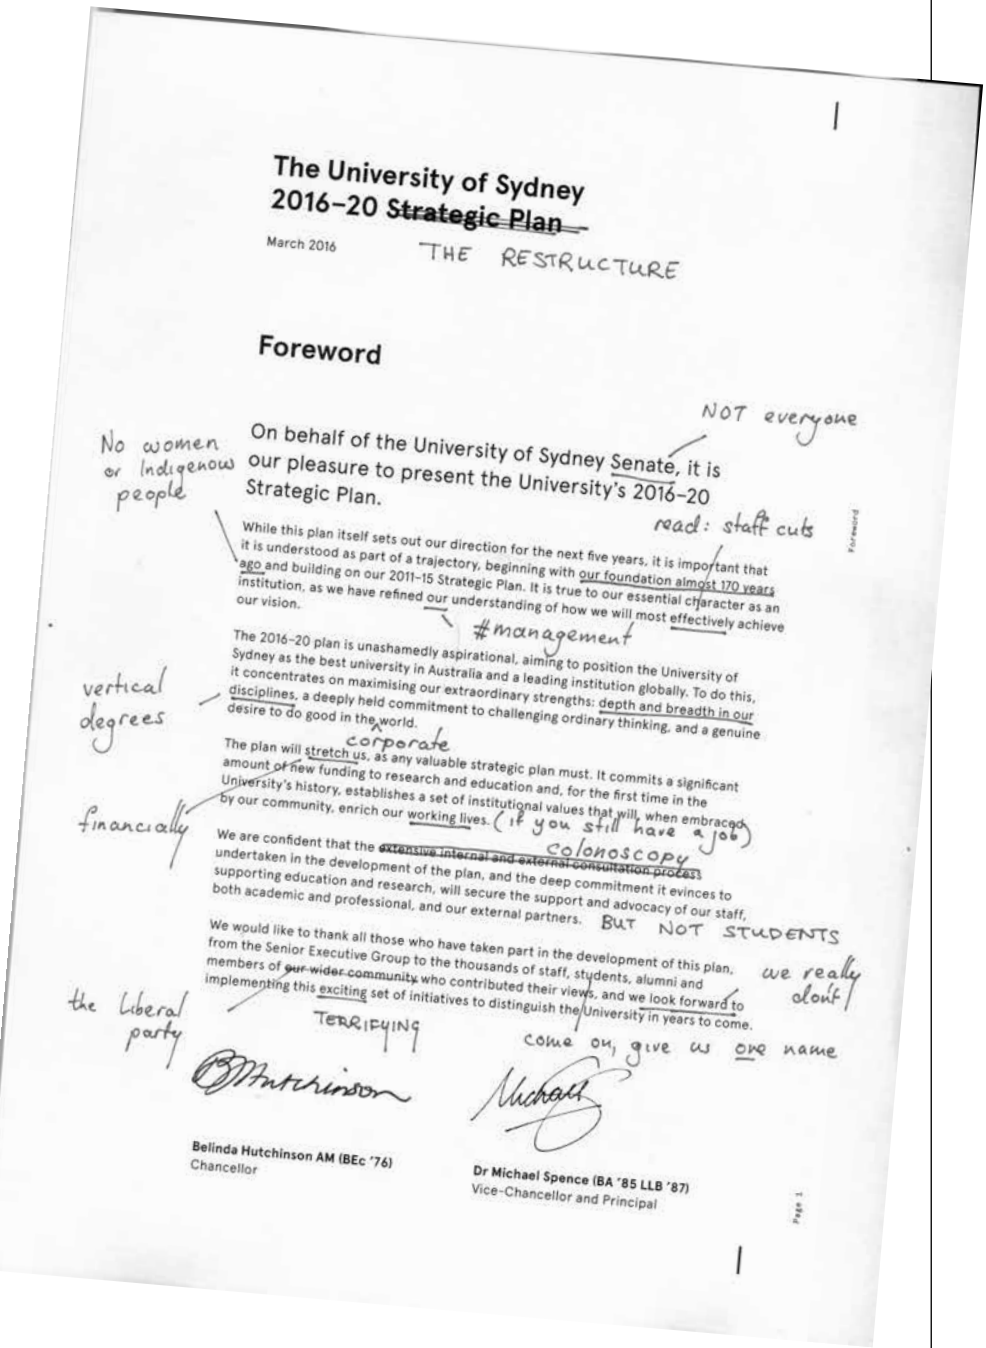 The University of Sydney
2016–20 Strategic Plan
March 2016
THE RESTRUCTURE
Foreword
NOT everyone
No women
or Indigenous
people
On behalf of the University of Sydney Senate, it is
our pleasure to present the University's 2016–20
Strategic Plan.
read: staff cuts
Foreword
While this plan itself sets out our direction for the next five years, it is important that
it is understood as part of a trajectory, beginning with our foundation almost 170 years
ago and building on our 2011–15 Strategic Plan. It is true to our essential character as an
institution, as we have refined our understanding of how we will most effectively achieve
our vision.
#management
The 2016–20 plan is unashamedly aspirational, aiming to position the University of
Sydney as the best university in Australia and a leading institution globally. To do this,
it concentrates on maximising our extraordinary strengths: depth and breadth in our
disciplines, a deeply held commitment to challenging ordinary thinking, and a genuine
desire to do good in the world.
vertical
degrees
corporate
The plan will stretch us, as any valuable strategic plan must. It commits a significant
amount of new funding to research and education and, for the first time in the
University's history, establishes a set of institutional values that will, when embraced
by our community, enrich our working lives.
(if you still have a job)
financially
colonoscopy
We are confident that the extensive internal and external consultation process
undertaken in the development of the plan, and the deep commitment it evinces to
supporting education and research, will secure the support and advocacy of our staff,
both academic and professional, and our external partners.
BUT NOT STUDENTS
We would like to thank all those who have taken part in the development of this plan,
from the Senior Executive Group to the thousands of staff, students, alumni and
members of our wider community who contributed their views, and we look forward to
implementing this exciting set of initiatives to distinguish the University in years to come.
we really
don't!
the Liberal
party
TERRIFYING
come on, give us one name
BMHutchinson
Michael S
Belinda Hutchinson AM (BEc '76)
Chancellor
Dr Michael Spence (BA '85 LLB '87)
Vice-Chancellor and Principal
Page 1